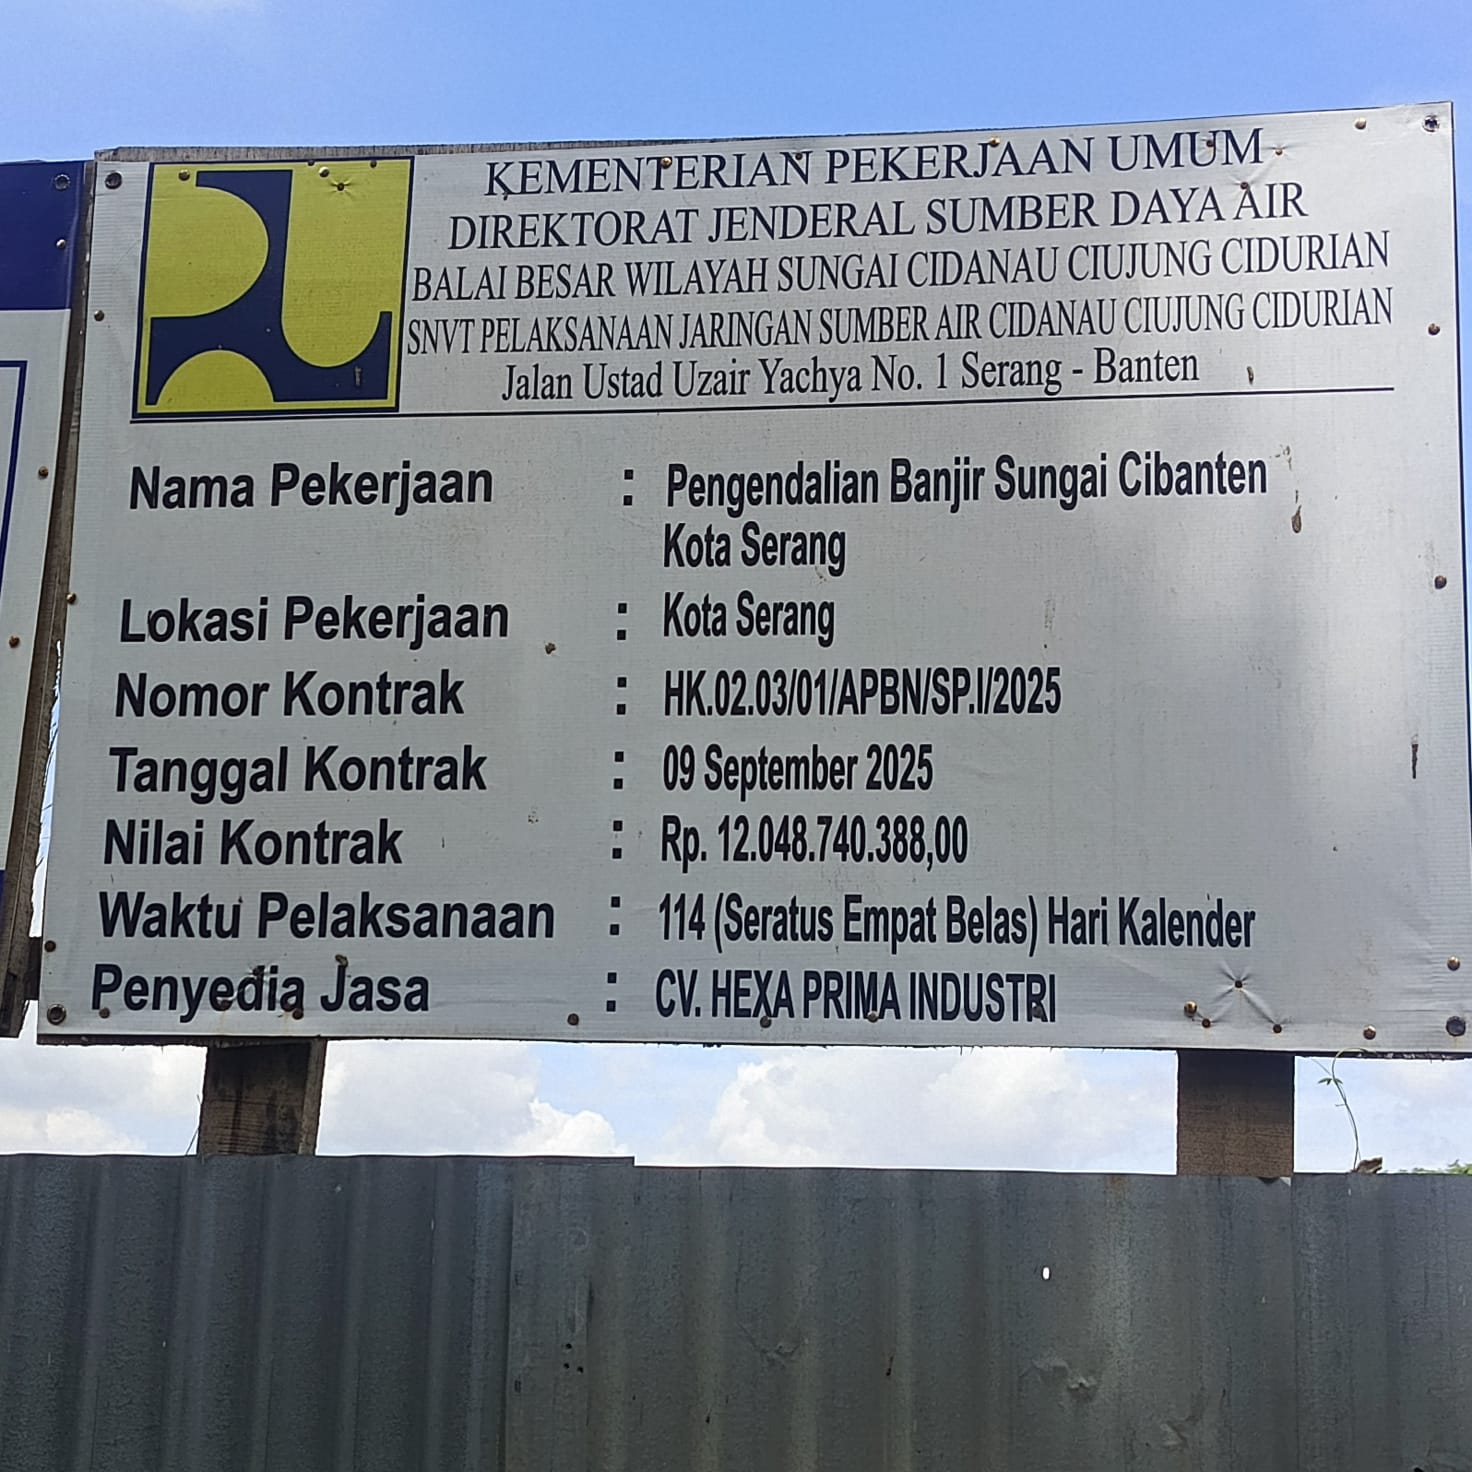 KEMENTERIAN PEKERJAAN UMUM
DIREKTORAT JENDERAL SUMBER DAYA AIR
BALAI BESAR WILAYAH SUNGAI CIDANAU CIUJUNG CIDURIAN
SNVT PELAKSANAAN JARINGAN SUMBER AIR CIDANAU CIUJUNG CIDURIAN
Jalan Ustad Uzair Yachya No. 1 Serang - Banten
Nama Pekerjaan : Pengendalian Banjir Sungai Cibanten
Kota Serang
Lokasi Pekerjaan : Kota Serang
Nomor Kontrak : HK.02.03/01/APBN/SP.I/2025
Tanggal Kontrak : 09 September 2025
Nilai Kontrak : Rp. 12.048.740.388,00
Waktu Pelaksanaan : 114 (Seratus Empat Belas) Hari Kalender
Penyedia Jasa : CV. HEXA PRIMA INDUSTRI